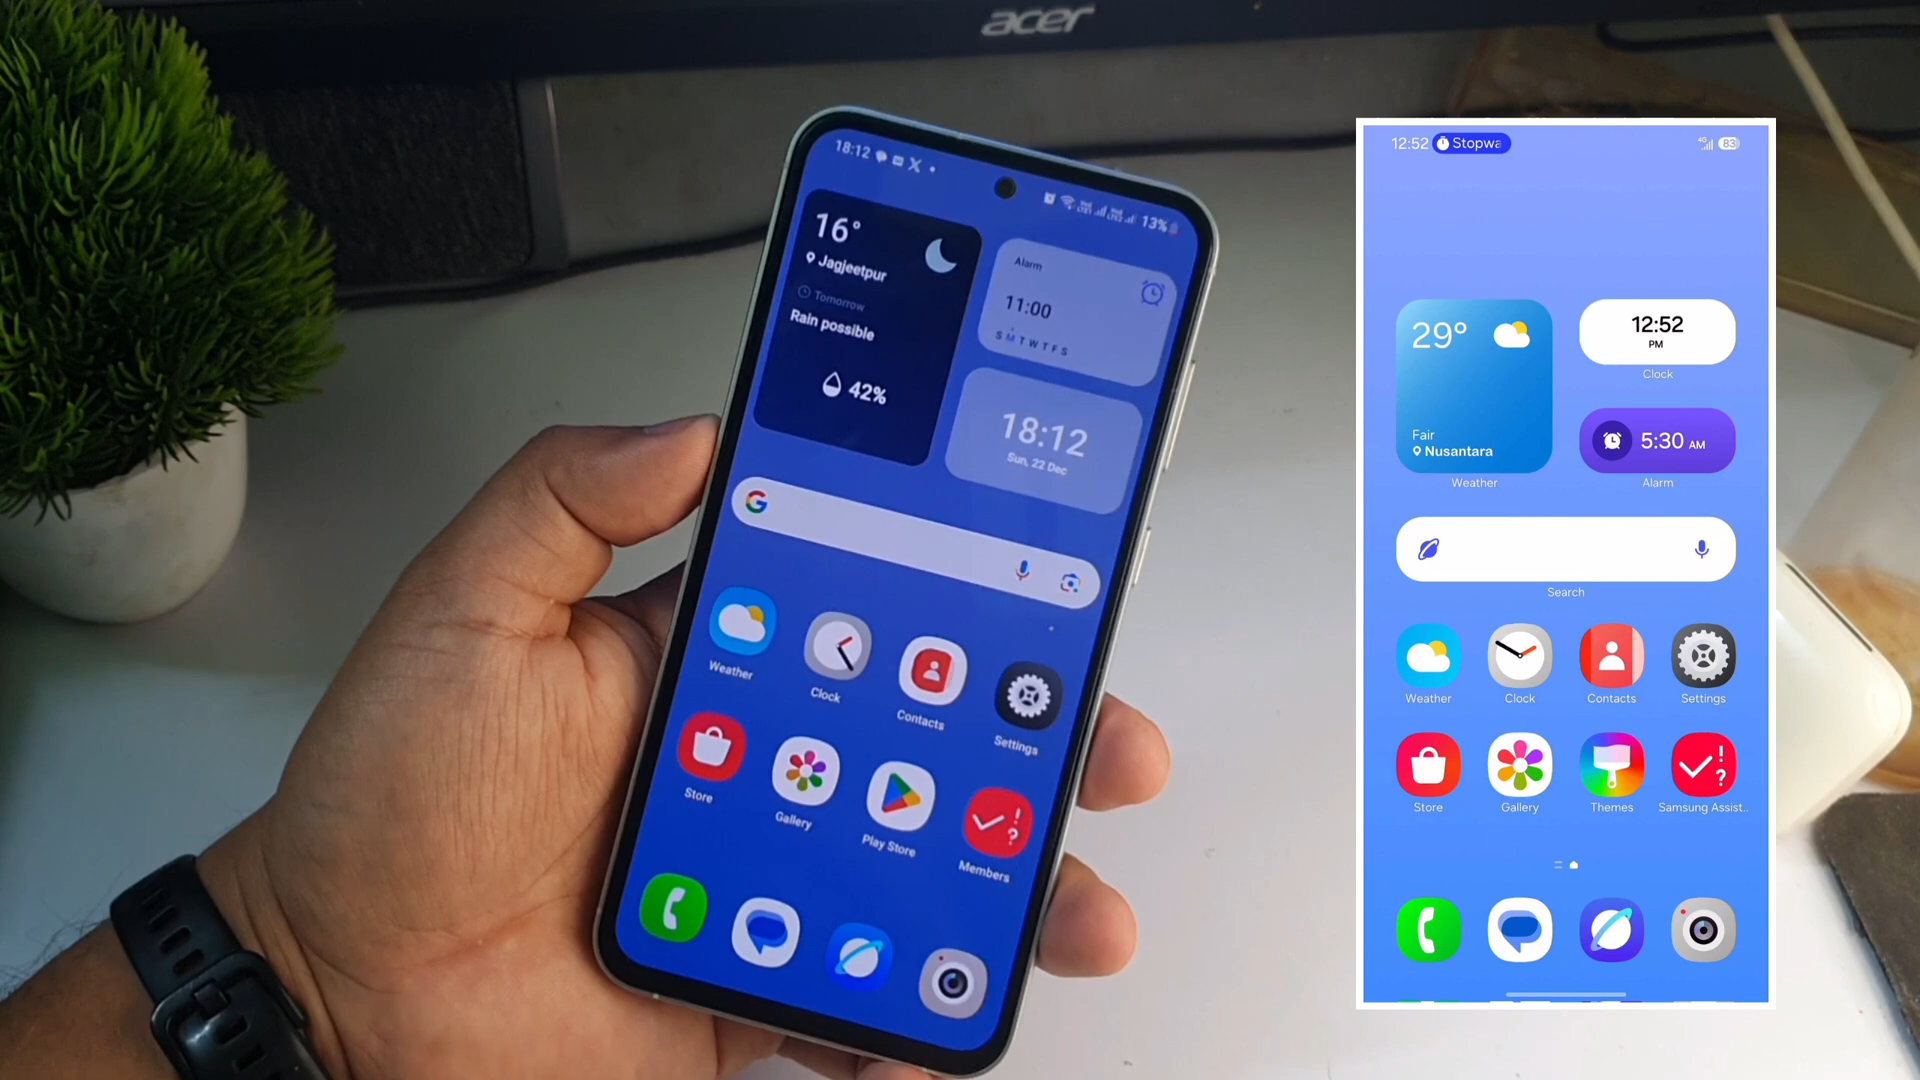 acer
18:12
13%
16°
Jagjeetpur
Tomorrow
Rain possible
42%
Alarm
11:00
S M T W T F S
18:12
Sun, 22 Dec
Weather
Clock
Contacts
Settings
Store
Gallery
Play Store
Members
12:52
Stopwa
4G
83
29°
Fair
Nusantara
Weather
12:52
PM
Clock
5:30 AM
Alarm
Search
Weather
Clock
Contacts
Settings
Store
Gallery
Themes
Samsung Assist..